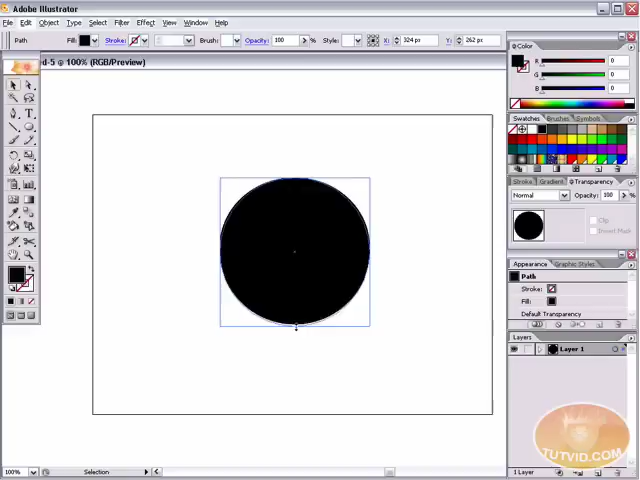 Adobe Illustrator
File Edit Object Type Select Filter Effect View Window Help
Path Fill: Stroke: Brush: Opacity: 100 Style: X: 324 px Y: 262 px
d-5 @ 100% (RGB/Preview)
Color
R 0
G 0
B 0
Swatches Brushes Symbols
Stroke Gradient Transparency
Normal Opacity: 100
Clip
Invert Mask
Appearance Graphic Styles
Path
Stroke:
Fill:
Default Transparency
Layers
Layer 1
TUTVID.COM
100% Selection 1 Layer